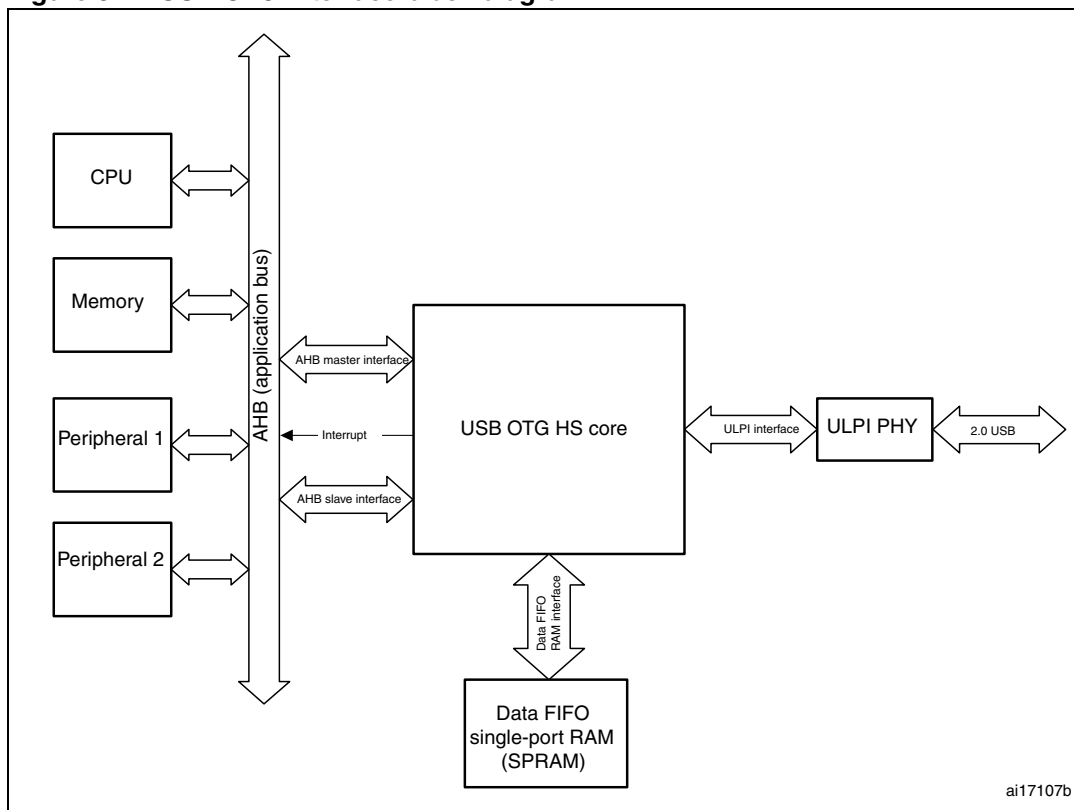 CPU
Memory
Peripheral 1
Peripheral 2
AHB (application bus)
AHB master interface
Interrupt
AHB slave interface
USB OTG HS core
ULPI interface
ULPI PHY
2.0 USB
Data FIFO
RAM interface
Data FIFO
single-port RAM
(SPRAM)
ai17107b